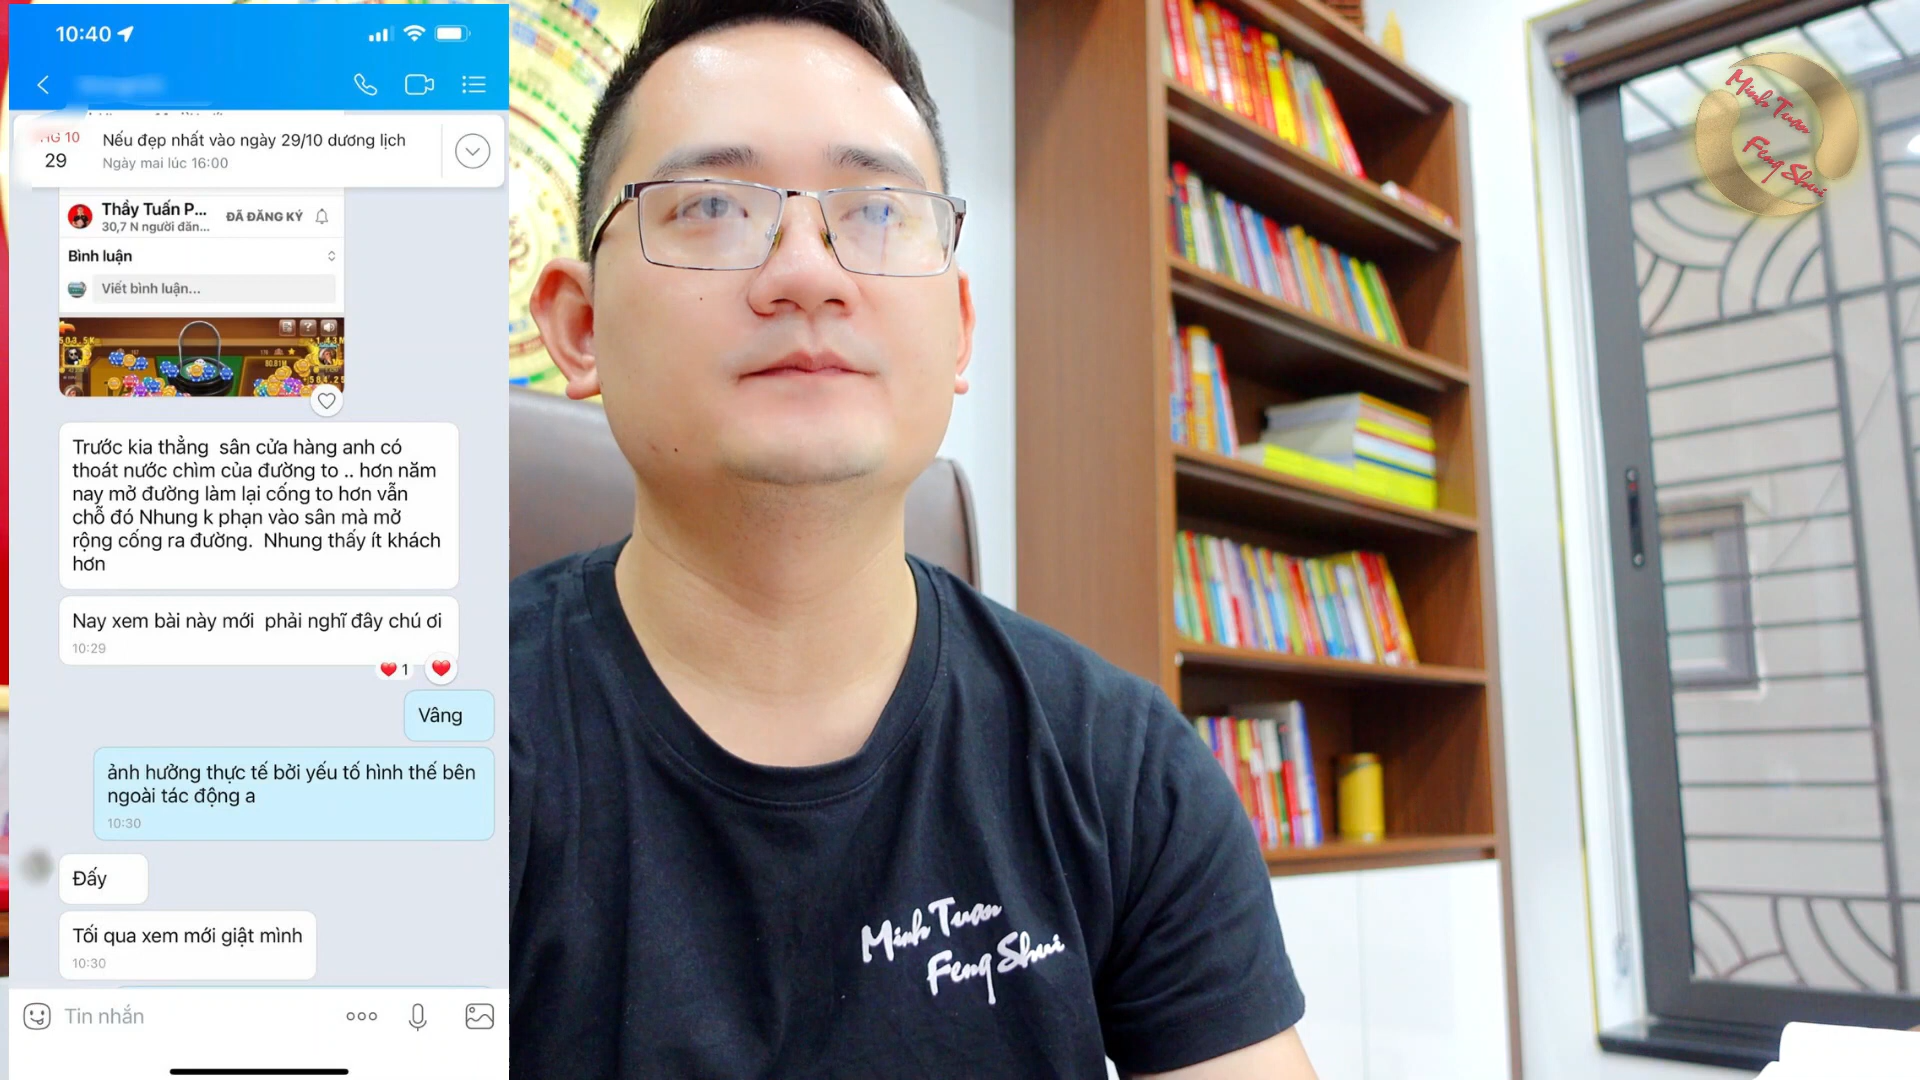 10:40
HG 10
29
Nếu đẹp nhất vào ngày 29/10 dương lịch
Ngày mai lúc 16:00
Thầy Tuấn P...
30,7 N người đăn...
ĐÃ ĐĂNG KÝ
Bình luận
Viết bình luận...
Trước kia thẳng sân cửa hàng anh có
thoát nước chìm của đường to .. hơn năm
nay mở đường làm lại cống to hơn vẫn
chỗ đó Nhung k phạn vào sân mà mở
rộng cống ra đường. Nhung thấy ít khách
hơn
Nay xem bài này mới phải nghĩ đây chú ơi
10:29
1
Vâng
ảnh hưởng thực tế bởi yếu tố hình thế bên
ngoài tác động a
10:30
Đấy
Tối qua xem mới giật mình
10:30
Tin nhắn
Minh Tuan
Feng Shui
Minh Tuan
Feng Shui